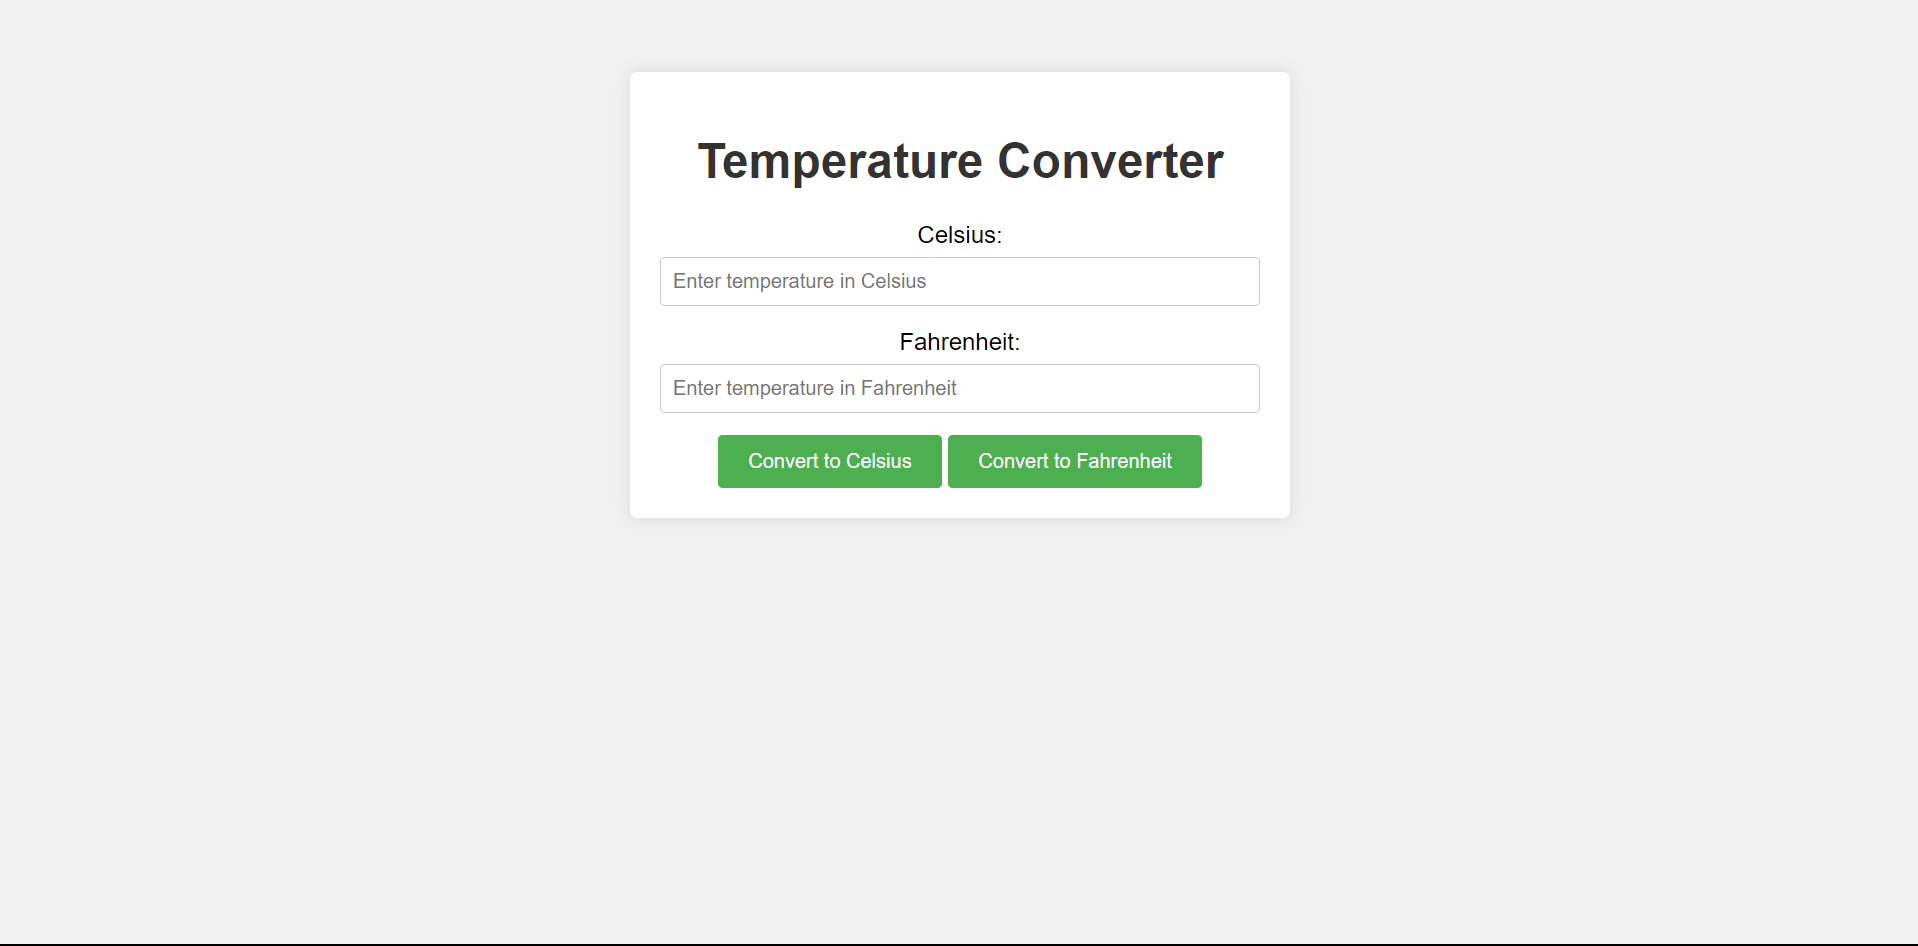 Temperature Converter
Celsius:
Enter temperature in Celsius
Fahrenheit:
Enter temperature in Fahrenheit
Convert to Celsius Convert to Fahrenheit